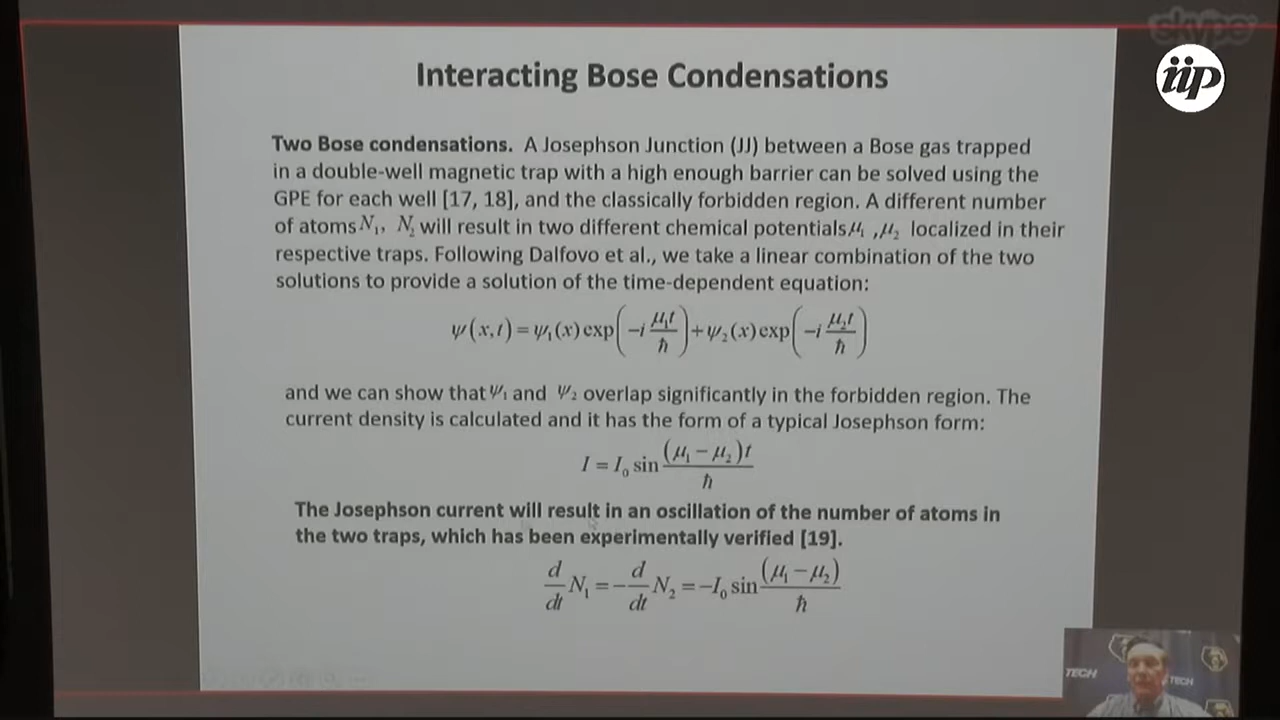 skype
iip
Interacting Bose Condensations
Two Bose condensations. A Josephson Junction (JJ) between a Bose gas trapped
in a double-well magnetic trap with a high enough barrier can be solved using the
GPE for each well [17, 18], and the classically forbidden region. A different number
of atoms N₁, N₂ will result in two different chemical potentials μ₁ ,μ₂ localized in their
respective traps. Following Dalfovo et al., we take a linear combination of the two
solutions to provide a solution of the time-dependent equation:
ψ(x,t) = ψ₁(x) exp(−i μ₁t/ħ) + ψ₂(x) exp(−i μ₂t/ħ)
and we can show that ψ₁ and ψ₂ overlap significantly in the forbidden region. The
current density is calculated and it has the form of a typical Josephson form:
I = I₀ sin (μ₁ − μ₂)t/ħ
The Josephson current will result in an oscillation of the number of atoms in
the two traps, which has been experimentally verified [19].
d/dt N₁ = − d/dt N₂ = −I₀ sin (μ₁ − μ₂)/ħ
TECH
TECH